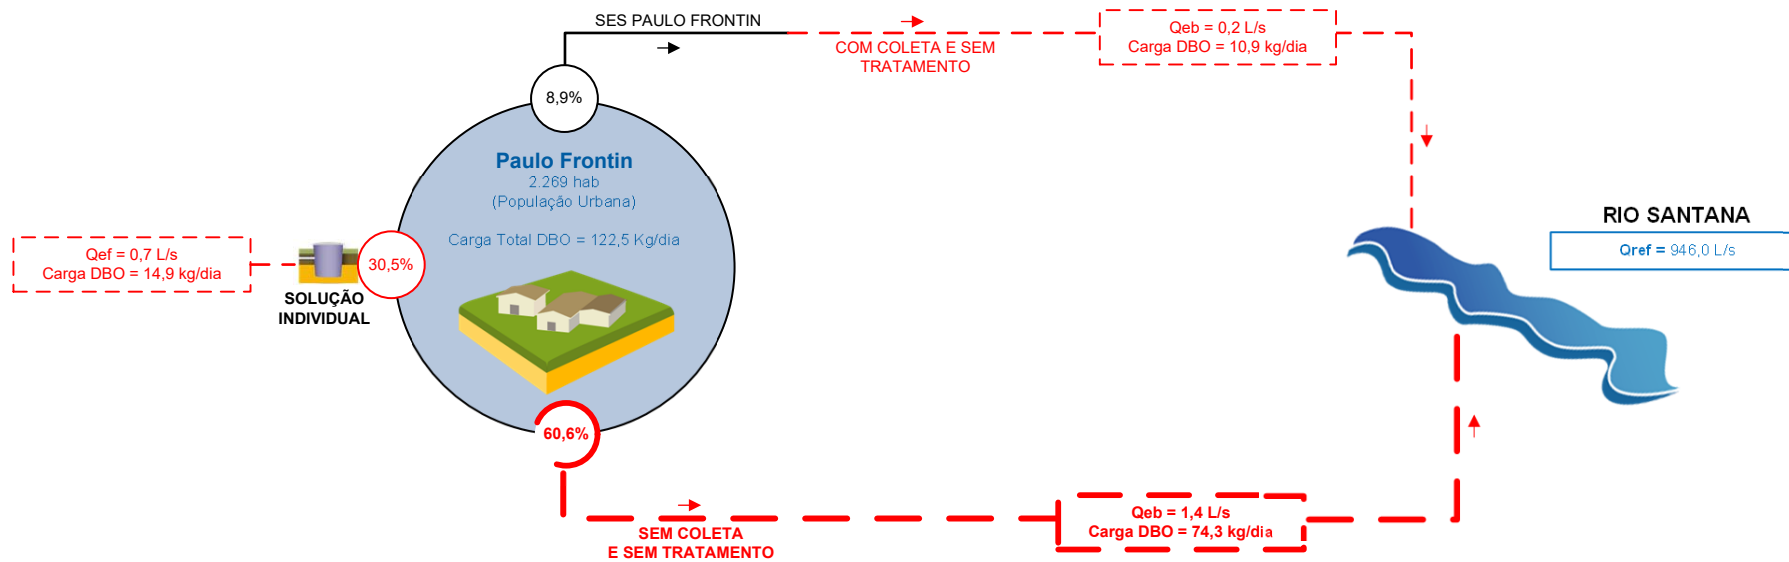 SES PAULO FRONTIN
COM COLETA E SEM
TRATAMENTO
Qeb = 0,2 L/s
Carga DBO = 10,9 kg/dia
8,9%
Paulo Frontin
2.269 hab
(População Urbana)
Carga Total DBO = 122,5 Kg/dia
Qef = 0,7 L/s
Carga DBO = 14,9 kg/dia
30,5%
SOLUÇÃO
INDIVIDUAL
RIO SANTANA
Qref = 946,0 L/s
60,6%
SEM COLETA
E SEM TRATAMENTO
Qeb = 1,4 L/s
Carga DBO = 74,3 kg/dia